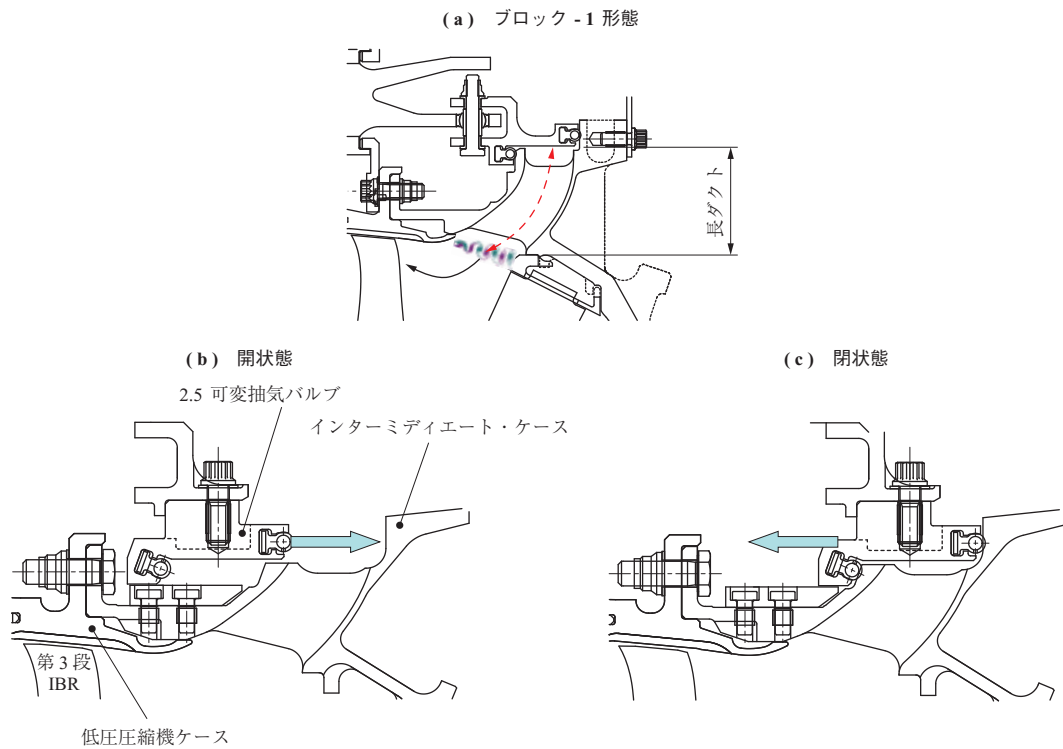 ( a ) ブロック - 1 形態
長ダクト
( b ) 開状態
2.5 可変抽気バルブ
インターミディエート・ケース
第 3 段
IBR
低圧圧縮機ケース
( c ) 閉状態